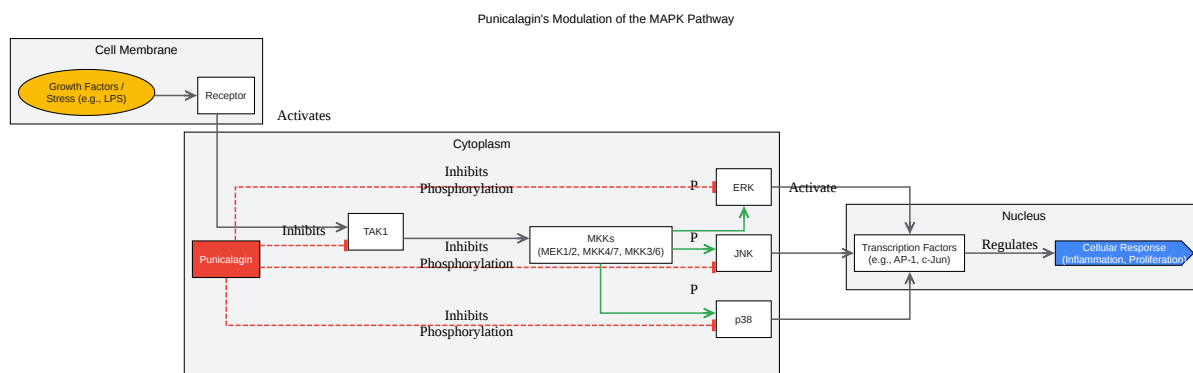 Punicalagin's Modulation of the MAPK Pathway
Cell Membrane
Growth Factors /
Stress (e.g., LPS)
Receptor
Activates
Cytoplasm
Inhibits
Phosphorylation
P
ERK
Activate
Nucleus
TAK1
Inhibits
Punicalagin
MKKs
(MEK1/2, MKK4/7, MKK3/6)
Inhibits
Phosphorylation
P
JNK
Transcription Factors
(e.g., AP-1, c-Jun)
Regulates
Cellular Response
(Inflammation, Proliferation)
P
p38
Inhibits
Phosphorylation